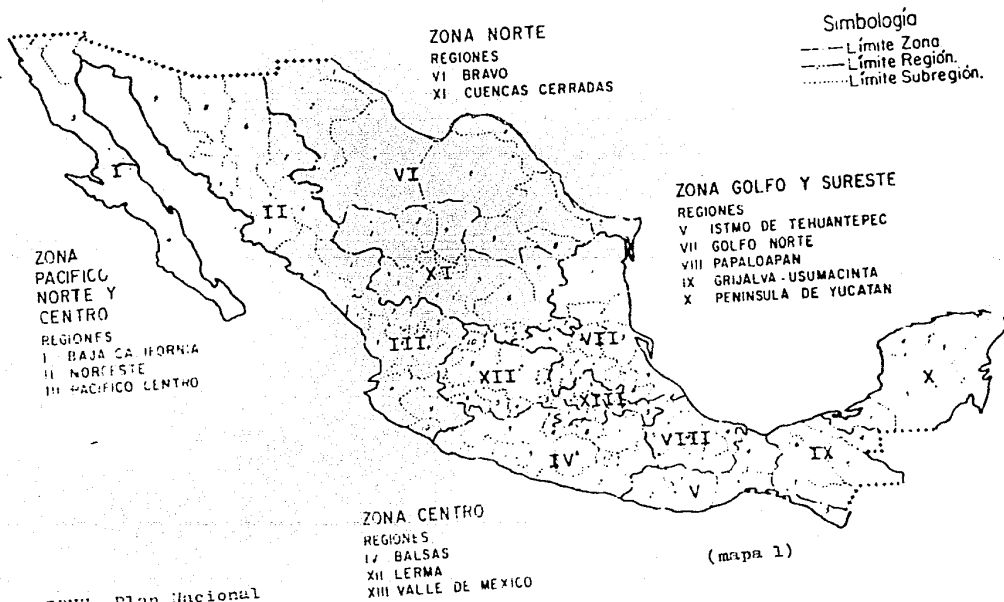 Simbología
Límite Zona
Límite Región.
Límite Subregión.
ZONA NORTE
REGIONES
VI BRAVO
XI CUENCAS CERRADAS
ZONA GOLFO Y SURESTE
REGIONES
V ISTMO DE TEHUANTEPEC
VII GOLFO NORTE
VIII PAPALOAPAN
IX GRIJALVA-USUMACINTA
X PENINSULA DE YUCATAN
ZONA
PACIFICO
NORTE Y
CENTRO
REGIONES
I BAJA CALIFORNIA
II NOROESTE
III PACIFICO CENTRO
I
II
VI
XI
III
XII
VII
XIII
IV
VIII
V
IX
X
ZONA CENTRO
REGIONES
IV BALSAS
XII LERMA
XIII VALLE DE MEXICO
(mapa 1)
Plan Nacional